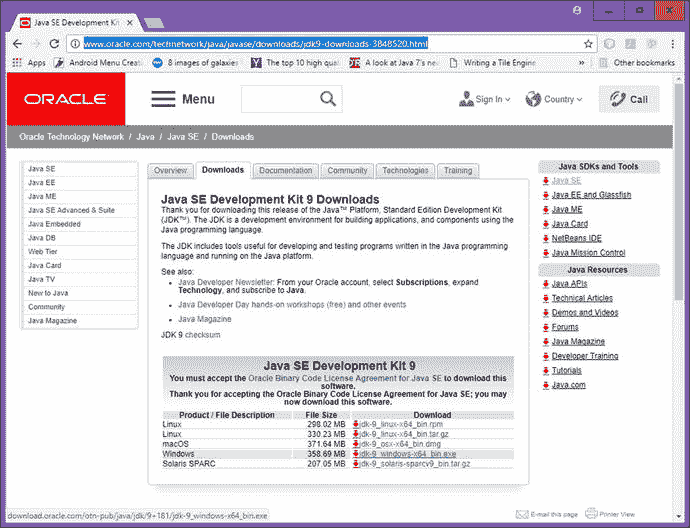 Java SE Development Kit 9
www.oracle.com/technetwork/java/javase/downloads/jdk9-downloads-3848520.html
Apps Android Menu Creat 8 images of galaxies The top 10 high qual A look at Java 7's new Writing a Tile Engine » Other bookmarks
ORACLE Menu Sign In Country Call
Oracle Technology Network / Java / Java SE / Downloads
Java SE
Java EE
Java ME
Java SE Advanced & Suite
Java Embedded
Java DB
Web Tier
Java Card
Java TV
New to Java
Community
Java Magazine
Overview Downloads Documentation Community Technologies Training
Java SE Development Kit 9 Downloads
Thank you for downloading this release of the Java™ Platform, Standard Edition Development Kit
(JDK™). The JDK is a development environment for building applications, and components using the
Java programming language.
The JDK includes tools useful for developing and testing programs written in the Java programming
language and running on the Java platform.
See also:
• Java Developer Newsletter: From your Oracle account, select Subscriptions, expand
Technology, and subscribe to Java.
• Java Developer Day hands-on workshops (free) and other events
• Java Magazine
JDK 9 checksum
Java SE Development Kit 9
You must accept the Oracle Binary Code License Agreement for Java SE to download this
software.
Thank you for accepting the Oracle Binary Code License Agreement for Java SE; you may
now download this software.
Product / File Description File Size Download
Linux 298.02 MB jdk-9_linux-x64_bin.rpm
Linux 330.23 MB jdk-9_linux-x64_bin.tar.gz
macOS 371.64 MB jdk-9_osx-x64_bin.dmg
Windows 358.69 MB jdk-9_windows-x64_bin.exe
Solaris SPARC 207.05 MB jdk-9_solaris-sparcv9_bin.tar.gz
Java SDKs and Tools
Java SE
Java EE and Glassfish
Java ME
Java Card
NetBeans IDE
Java Mission Control
Java Resources
Java APIs
Technical Articles
Demos and Videos
Forums
Java Magazine
Developer Training
Tutorials
Java.com
E-mail this page Printer View
download.oracle.com/otn-pub/java/jdk/9+181/jdk-9_windows-x64_bin.exe